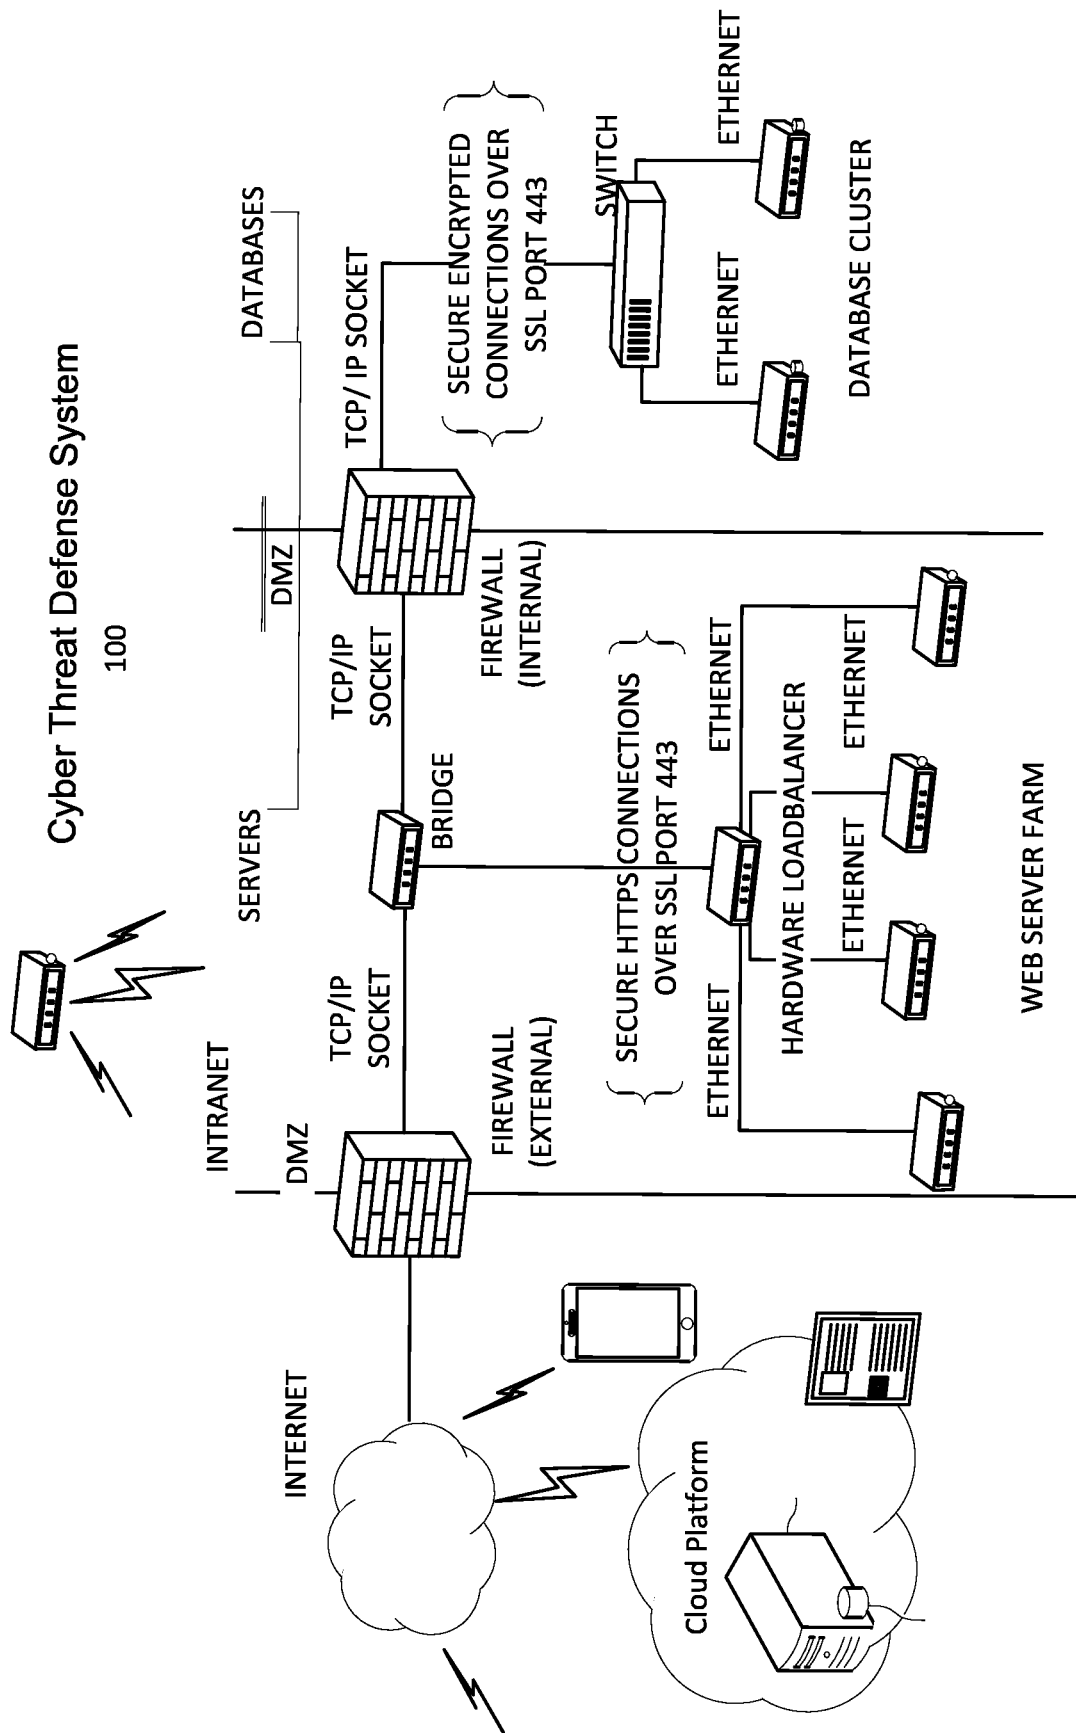 Cyber Threat Defense System
100
INTERNET
INTRANET
DMZ
SERVERS
DMZ
DATABASES
TCP/IP
SOCKET
TCP/IP
SOCKET
TCP/ IP SOCKET
FIREWALL
(EXTERNAL)
BRIDGE
FIREWALL
(INTERNAL)
SECURE ENCRYPTED
CONNECTIONS OVER
SSL PORT 443
SWITCH
ETHERNET
ETHERNET
DATABASE CLUSTER
SECURE HTTPS CONNECTIONS
OVER SSL PORT 443
ETHERNET
ETHERNET
HARDWARE LOADBALANCER
ETHERNET
ETHERNET
WEB SERVER FARM
Cloud Platform